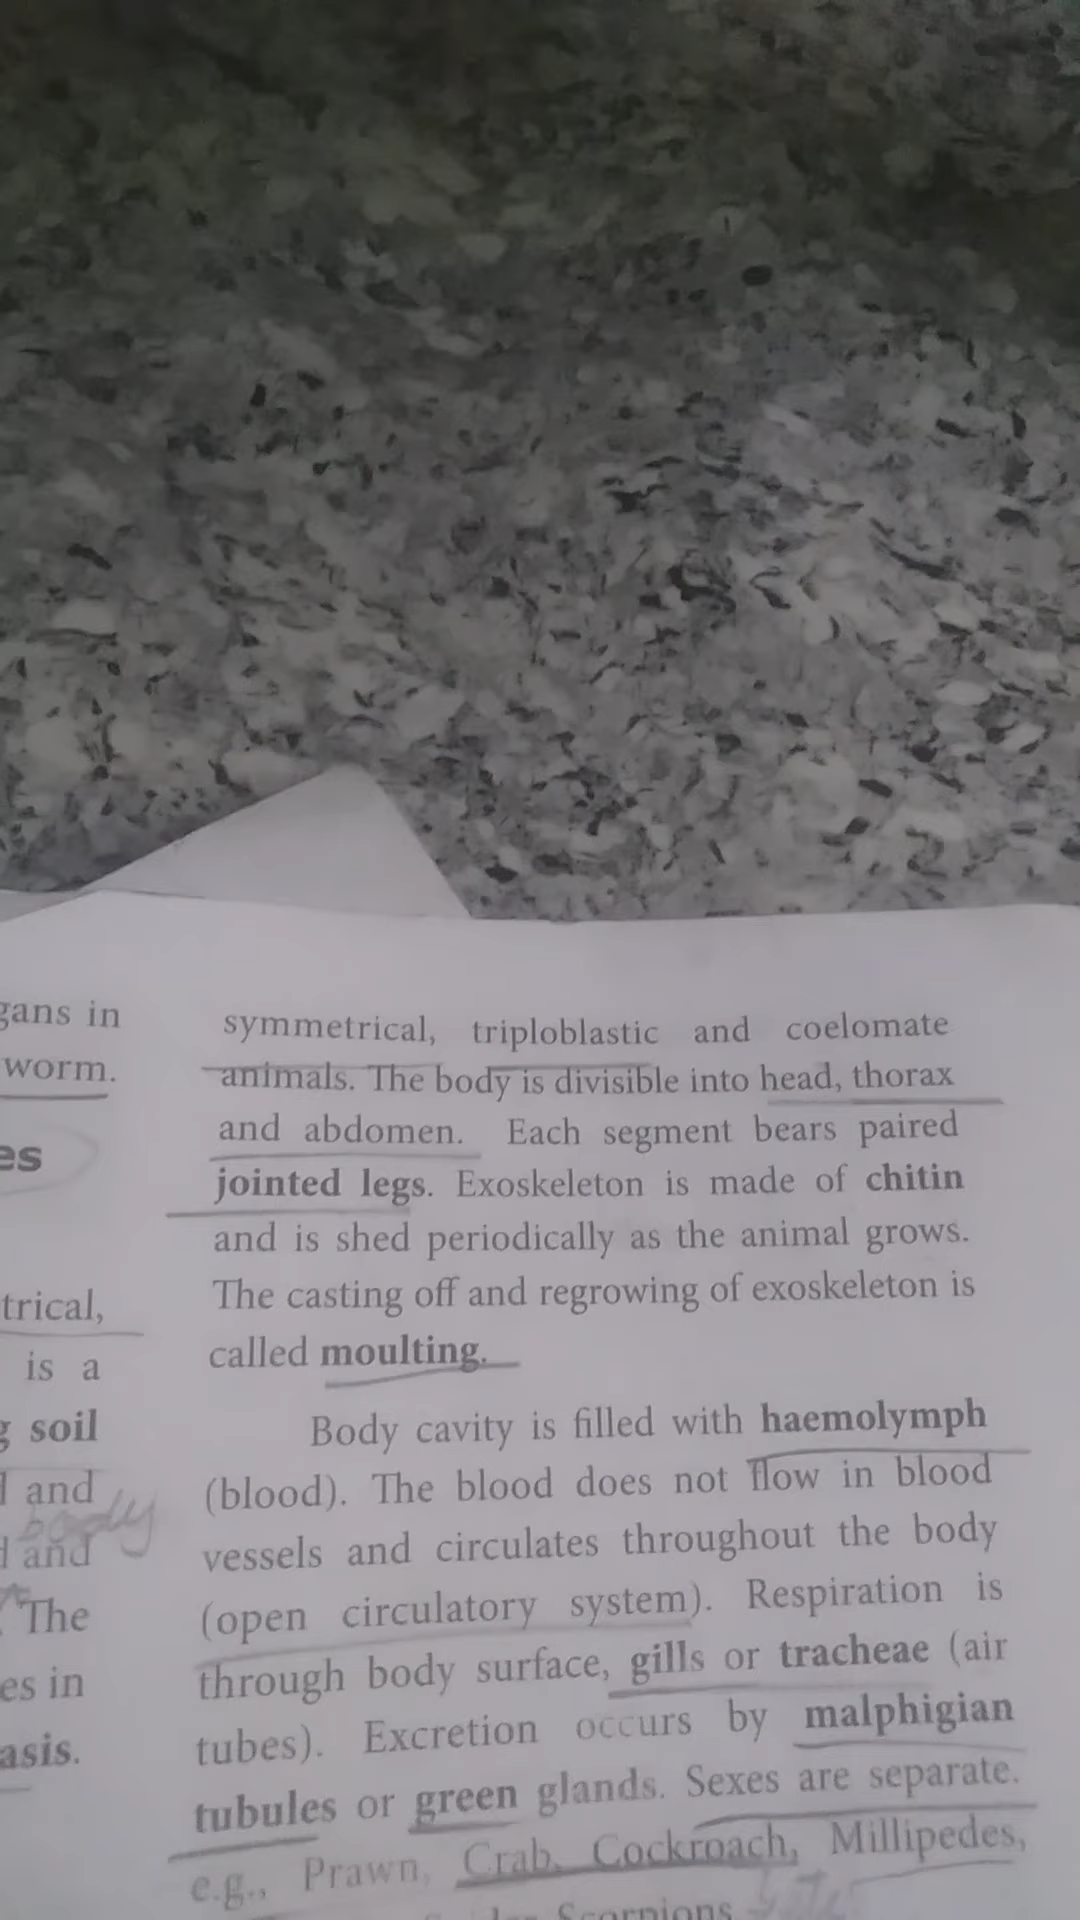 gans in
worm.
es
trical,
is a
g soil
d and
body
d and
The
es in
asis.
symmetrical, triploblastic and coelomate
animals. The body is divisible into head, thorax
and abdomen. Each segment bears paired
jointed legs. Exoskeleton is made of chitin
and is shed periodically as the animal grows.
The casting off and regrowing of exoskeleton is
called moulting.
Body cavity is filled with haemolymph
(blood). The blood does not flow in blood
vessels and circulates throughout the body
(open circulatory system). Respiration is
through body surface, gills or tracheae (air
tubes). Excretion occurs by malphigian
tubules or green glands. Sexes are separate.
e.g., Prawn, Crab, Cockroach, Millipedes,
Scorpions